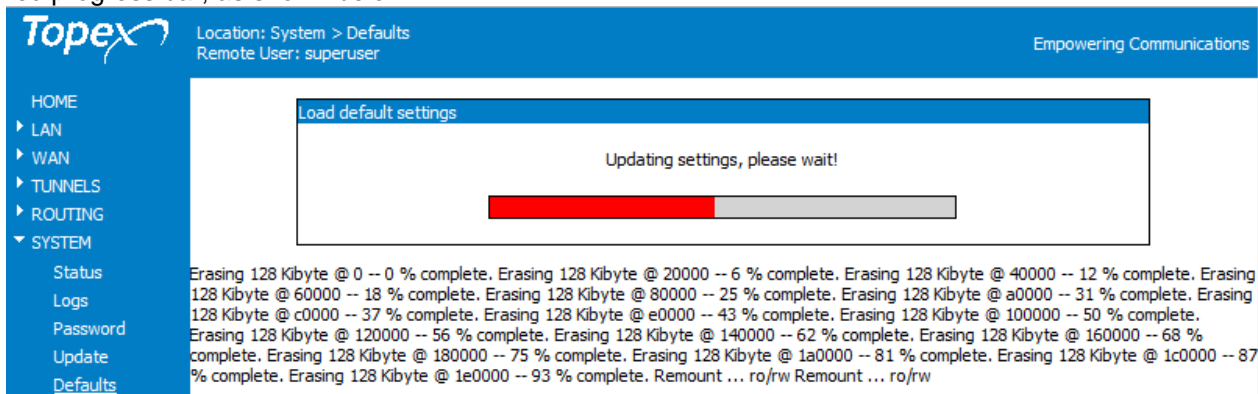 Topex
Location: System > Defaults
Remote User: superuser
Empowering Communications
HOME
LAN
WAN
TUNNELS
ROUTING
SYSTEM
Status
Logs
Password
Update
Defaults
Load default settings
Updating settings, please wait!
Erasing 128 Kibyte @ 0 -- 0 % complete. Erasing 128 Kibyte @ 20000 -- 6 % complete. Erasing 128 Kibyte @ 40000 -- 12 % complete. Erasing
128 Kibyte @ 60000 -- 18 % complete. Erasing 128 Kibyte @ 80000 -- 25 % complete. Erasing 128 Kibyte @ a0000 -- 31 % complete. Erasing
128 Kibyte @ c0000 -- 37 % complete. Erasing 128 Kibyte @ e0000 -- 43 % complete. Erasing 128 Kibyte @ 100000 -- 50 % complete.
Erasing 128 Kibyte @ 120000 -- 56 % complete. Erasing 128 Kibyte @ 140000 -- 62 % complete. Erasing 128 Kibyte @ 160000 -- 68 %
complete. Erasing 128 Kibyte @ 180000 -- 75 % complete. Erasing 128 Kibyte @ 1a0000 -- 81 % complete. Erasing 128 Kibyte @ 1c0000 -- 87
% complete. Erasing 128 Kibyte @ 1e0000 -- 93 % complete. Remount ... ro/rw Remount ... ro/rw